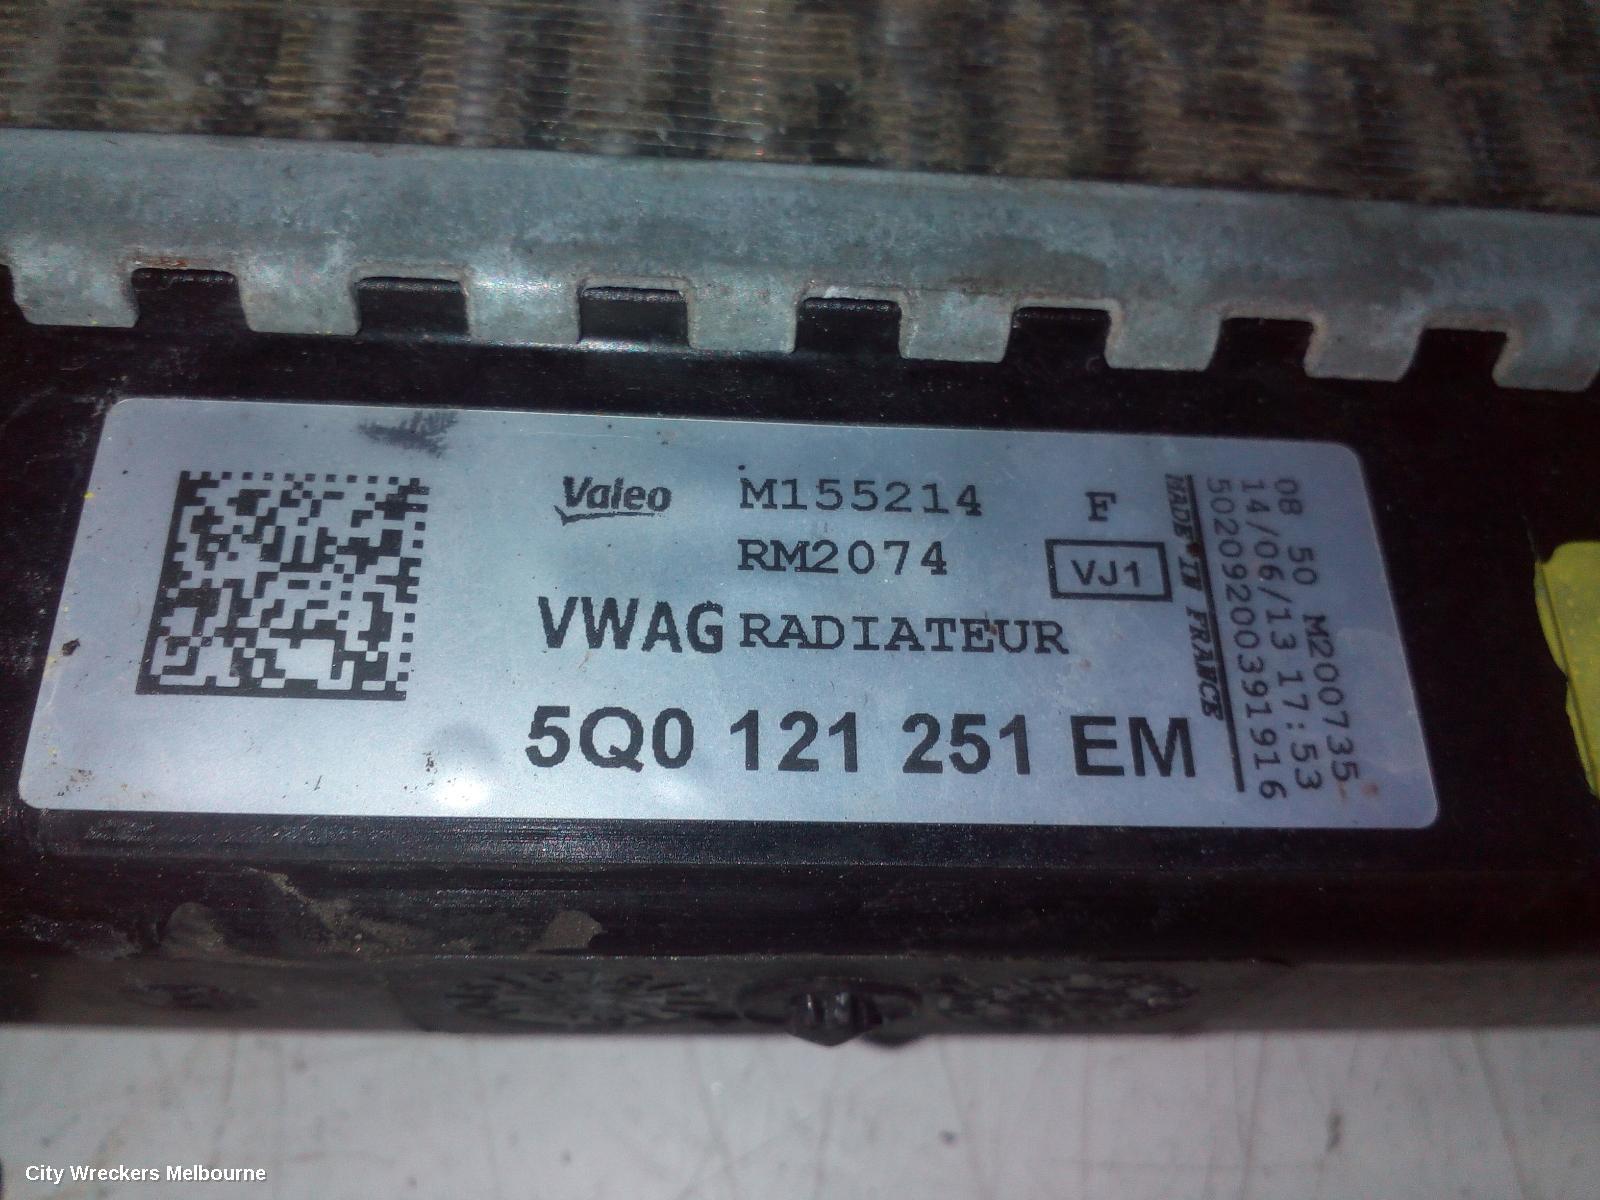 Valeo M155214 F
RM2074 VJ1
VWAG RADIATEUR
5Q0 121 251 EM
MADE IN FRANCE
50209200391916
14/06/13 17:53
08 50 M200735
City Wreckers Melbourne